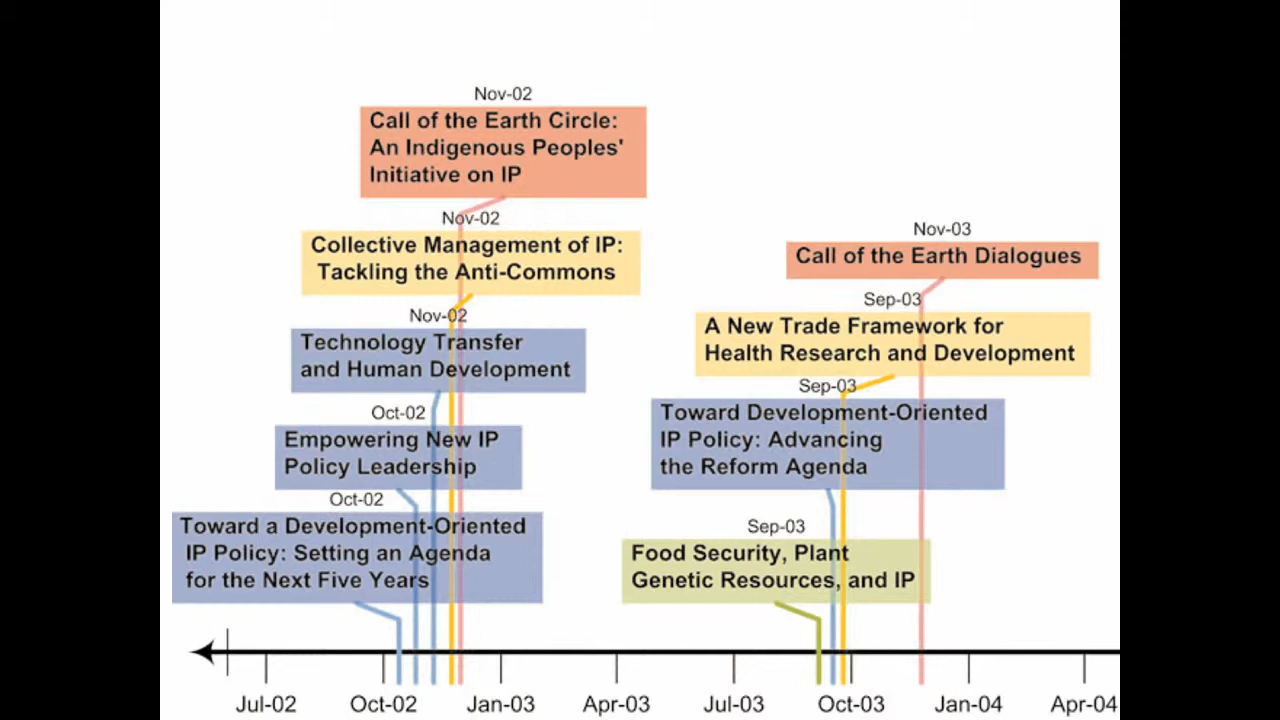 Nov-02
Call of the Earth Circle:
An Indigenous Peoples'
Initiative on IP
Nov-02
Collective Management of IP:
Tackling the Anti-Commons
Nov-02
Technology Transfer
and Human Development
Oct-02
Empowering New IP
Policy Leadership
Oct-02
Toward a Development-Oriented
IP Policy: Setting an Agenda
for the Next Five Years
Nov-03
Call of the Earth Dialogues
Sep-03
A New Trade Framework for
Health Research and Development
Sep-03
Toward Development-Oriented
IP Policy: Advancing
the Reform Agenda
Sep-03
Food Security, Plant
Genetic Resources, and IP
Jul-02 Oct-02 Jan-03 Apr-03 Jul-03 Oct-03 Jan-04 Apr-04